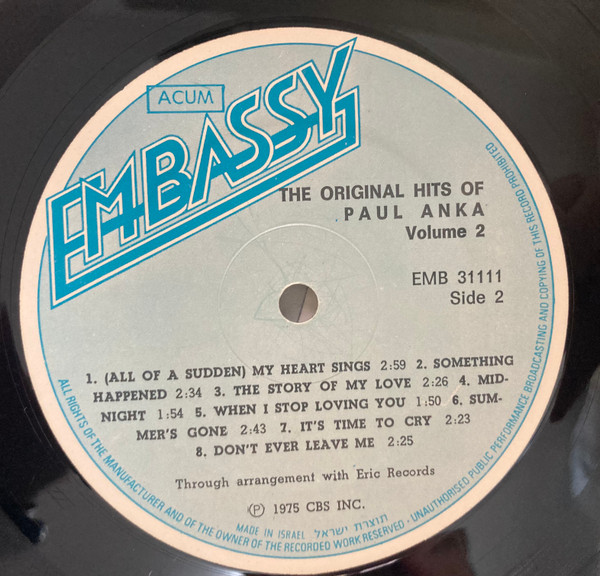 ACUM
EMBASSY
THE ORIGINAL HITS OF
PAUL ANKA
Volume 2
EMB 31111
Side 2
1. (ALL OF A SUDDEN) MY HEART SINGS 2:59 2. SOMETHING
HAPPENED 2:34 3. THE STORY OF MY LOVE 2:26 4. MID-
NIGHT 1:54 5. WHEN I STOP LOVING YOU 1:50 6. SUM-
MER'S GONE 2:43 7. IT'S TIME TO CRY 2:23
8. DON'T EVER LEAVE ME 2:25
Through arrangement with Eric Records
Ⓟ 1975 CBS INC.
MADE IN ISRAEL תוצרת ישראל
ALL RIGHTS OF THE MANUFACTURER AND OF THE OWNER OF THE RECORDED WORK RESERVED - UNAUTHORISED PUBLIC PERFORMANCE BROADCASTING AND COPYING OF THIS RECORD PROHIBITED